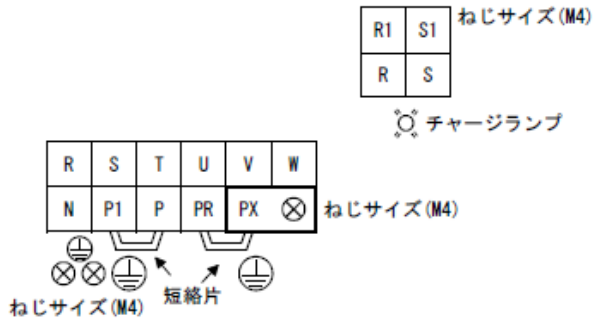 R1 S1 ねじサイズ(M4)
R S
チャージランプ
R S T U V W
N P1 P PR PX ねじサイズ(M4)
短絡片
ねじサイズ(M4)